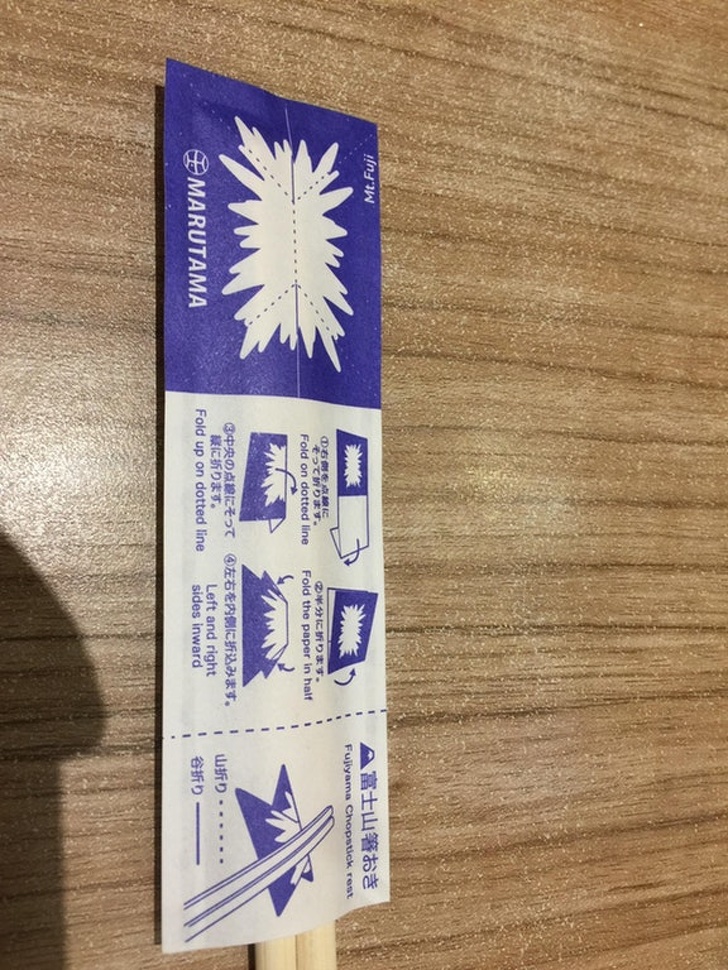 Mt.Fuji
MARUTAMA
①右側を点線に
そって折ります。
Fold on dotted line
②半分に折ります。
Fold the paper in half
③中央の点線にそって
縦に折ります。
Fold up on dotted line
④左右を内側に折込みます。
Left and right
sides inward
富士山箸おき
Fujiyama Chopstick rest
山折り
谷折り